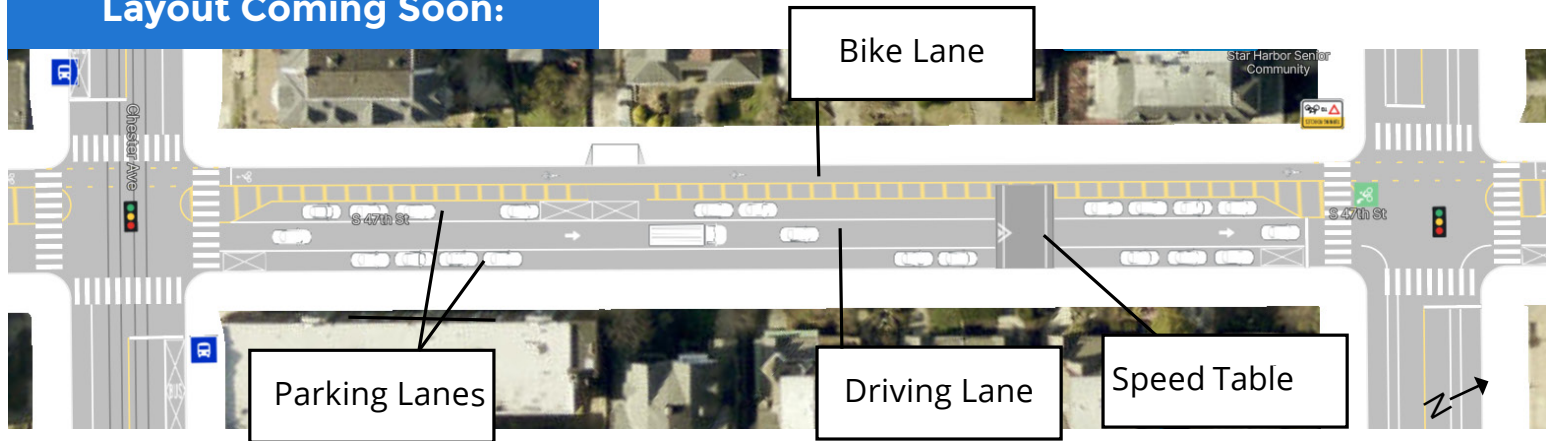 Layout Coming Soon:
Bike Lane
Star Harbor Senior
Community
Chester Ave
S 47th St
S 47th St
BUS
Parking Lanes
Driving Lane
Speed Table
N